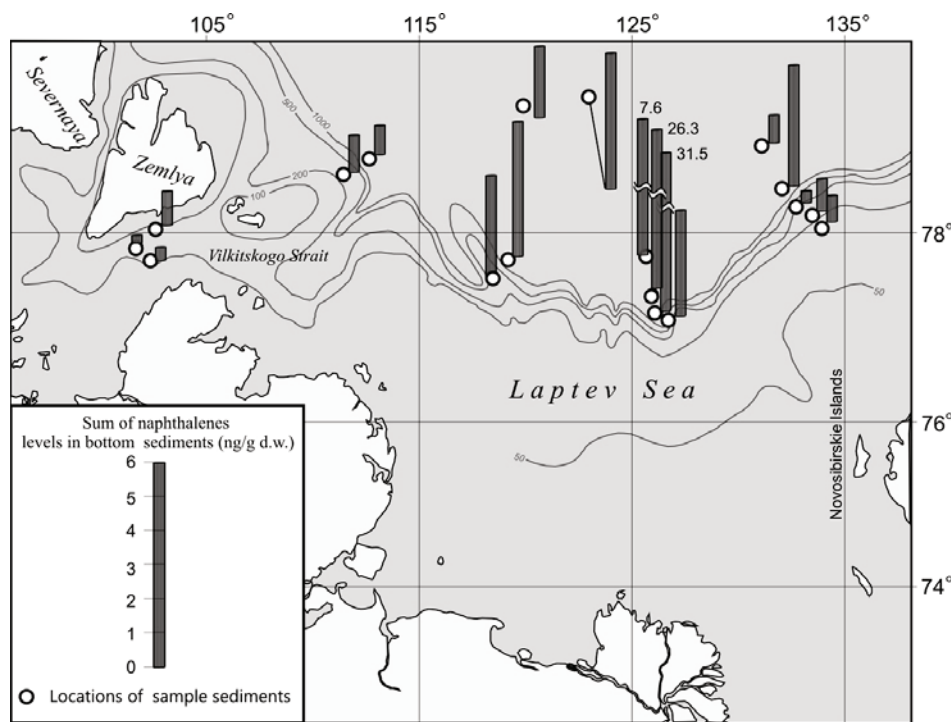 105° 115° 125° 135°
Severnaya
Zemlya
500
1000
200
100
Vilkitskogo Strait
7.6
26.3
31.5
78°
50
Laptev Sea
Novosibirskie Islands
76°
50
74°
Sum of naphthalenes
levels in bottom sediments (ng/g d.w.)
6
5
4
3
2
1
0
Locations of sample sediments